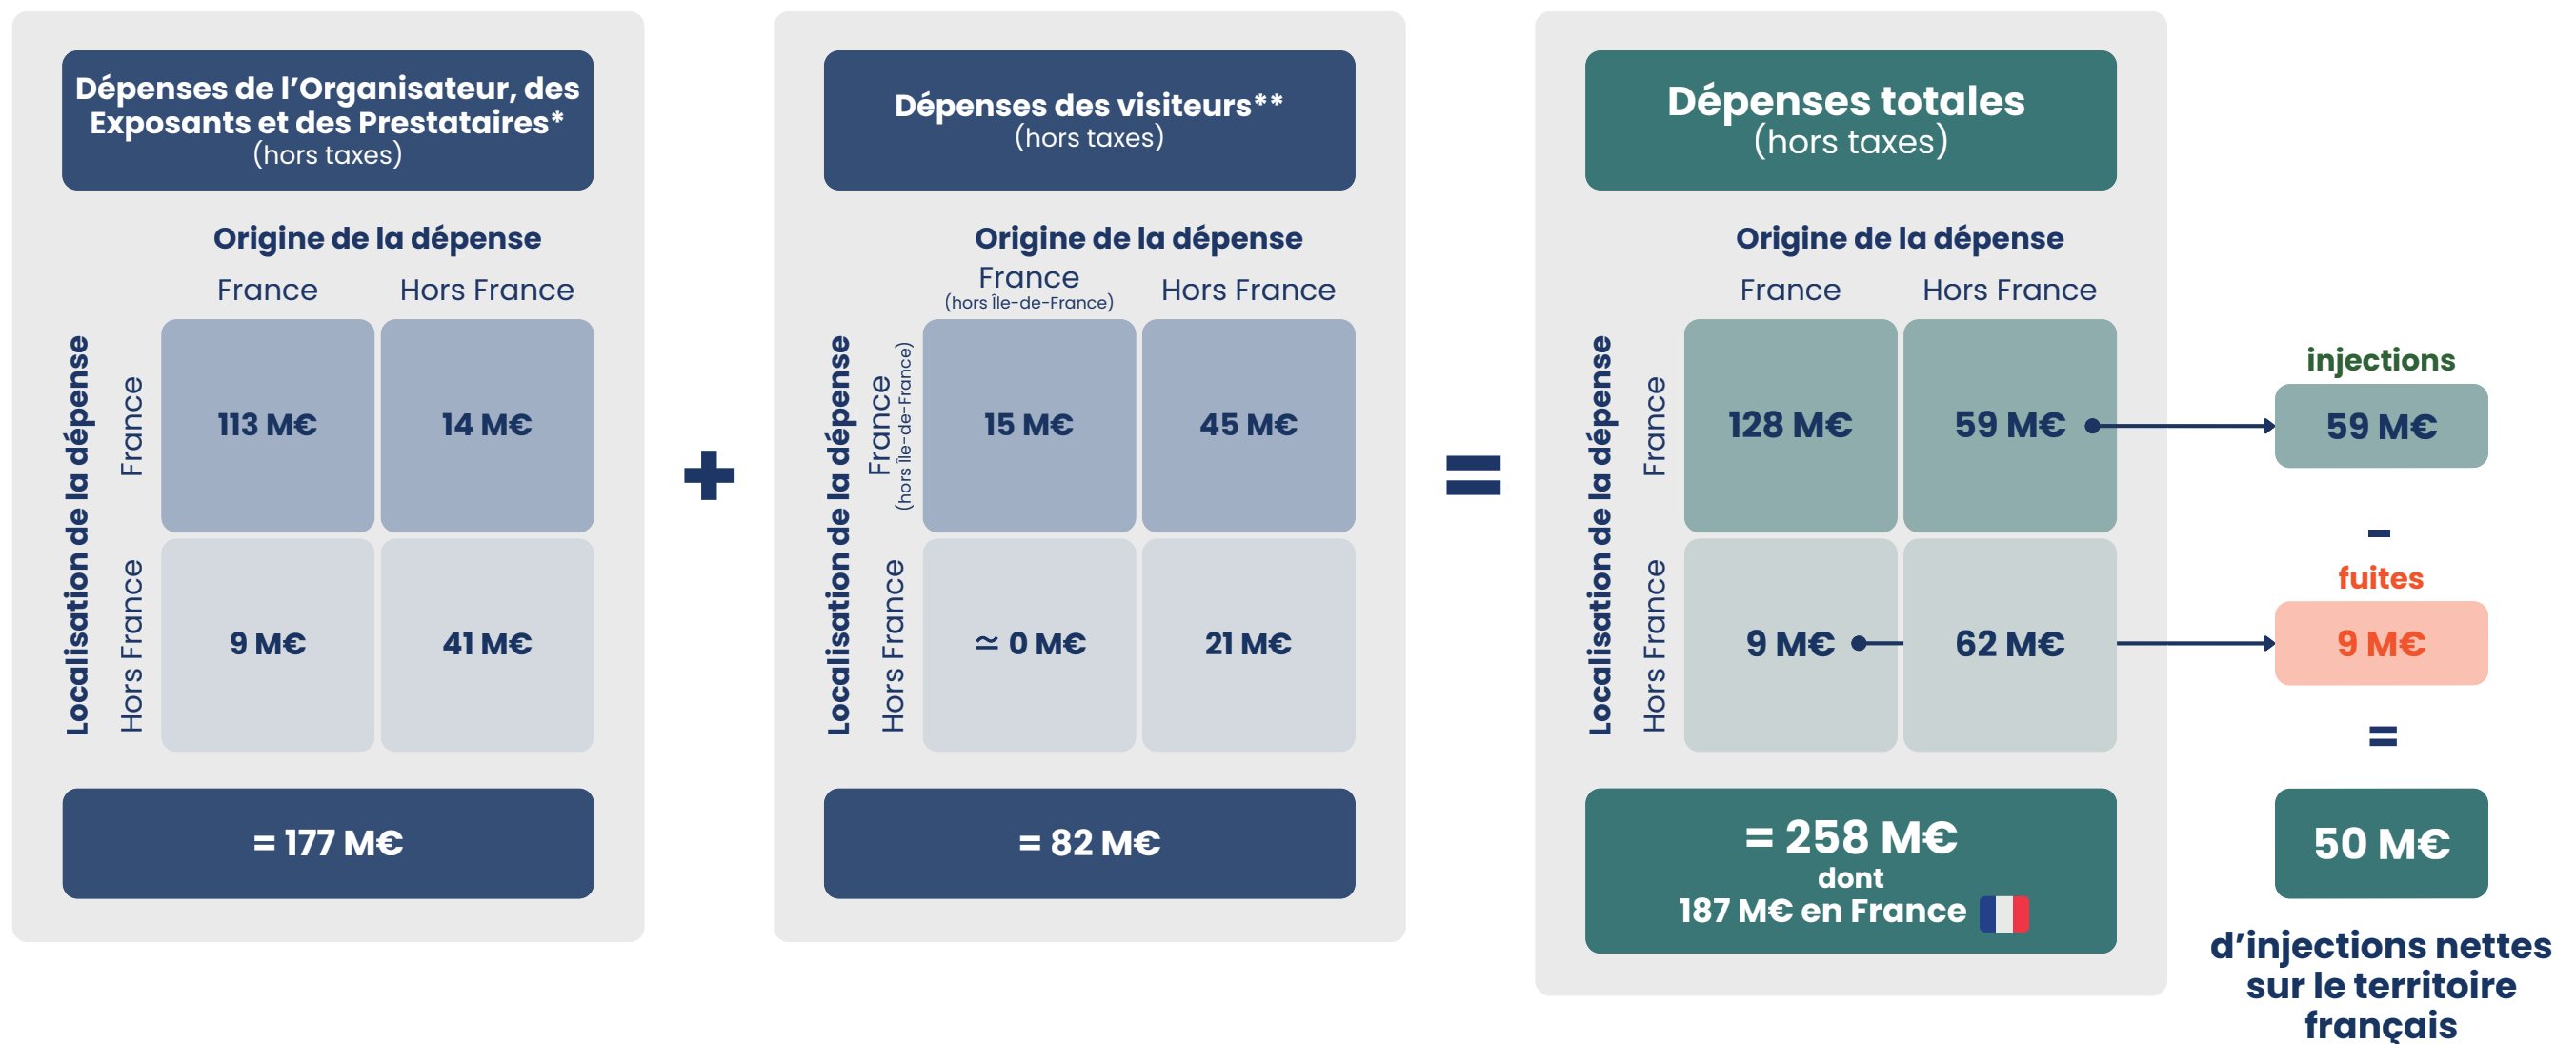 Dépenses de l’Organisateur, des
Exposants et des Prestataires*
(hors taxes)
Origine de la dépense
France
Hors France
Localisation de la dépense
France
113 M€
14 M€
Hors France
9 M€
41 M€
= 177 M€
+
Dépenses des visiteurs**
(hors taxes)
Origine de la dépense
France
(hors Île-de-France)
Hors France
Localisation de la dépense
France
(hors Île-de-France)
15 M€
45 M€
Hors France
≃ 0 M€
21 M€
= 82 M€
=
Dépenses totales
(hors taxes)
Origine de la dépense
France
Hors France
Localisation de la dépense
France
128 M€
59 M€
Hors France
9 M€
62 M€
= 258 M€
dont
187 M€ en France
injections
59 M€
-
fuites
9 M€
=
50 M€
d’injections nettes
sur le territoire
français